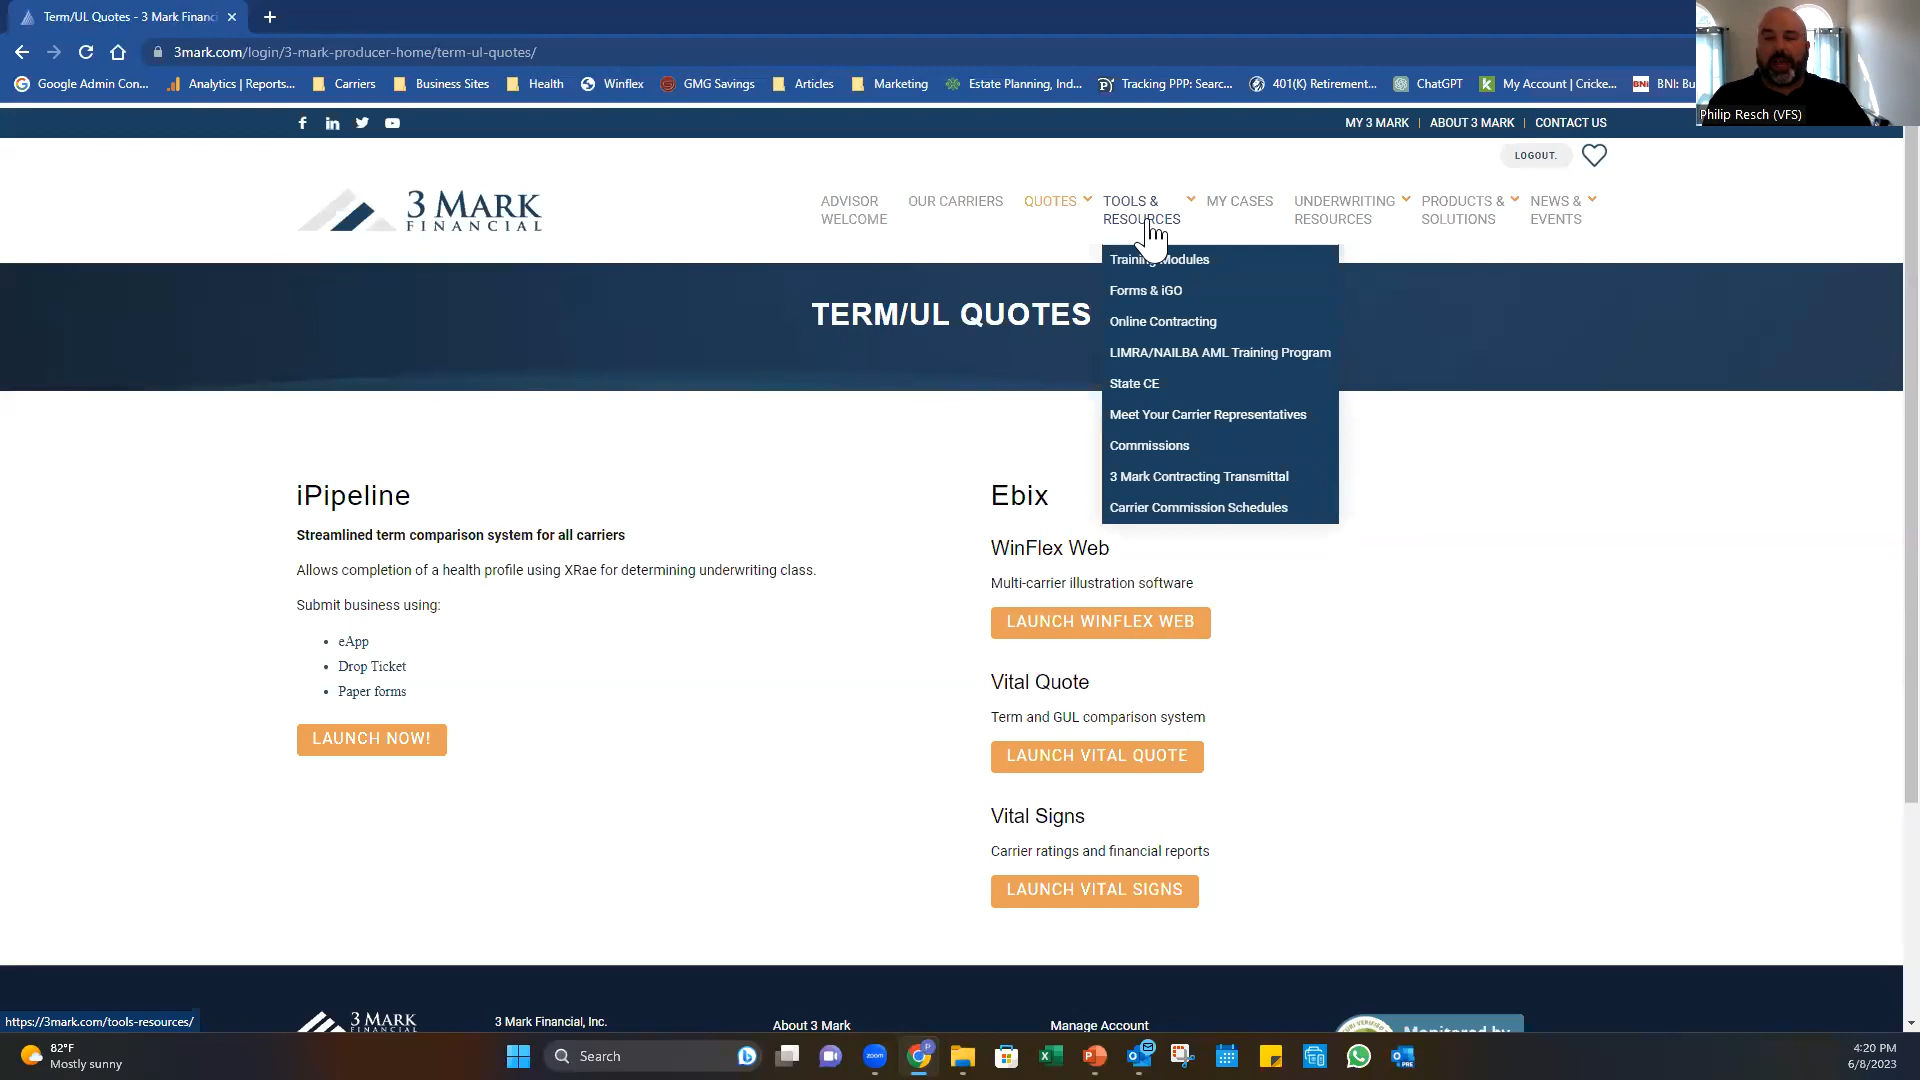 Term/UL Quotes - 3 Mark Financ
3mark.com/login/3-mark-producer-home/term-ul-quotes/
Google Admin Con...
Analytics | Reports...
Carriers
Business Sites
Health
Winflex
GMG Savings
Articles
Marketing
Estate Planning, Ind...
Tracking PPP: Searc...
401(K) Retirement...
ChatGPT
My Account | Cricke...
BNI
BNI: Bu
Philip Resch (VFS)
MY 3 MARK | ABOUT 3 MARK | CONTACT US
LOGOUT.
3 MARK
FINANCIAL
ADVISOR
WELCOME
OUR CARRIERS
QUOTES
TOOLS &
RESOURCES
MY CASES
UNDERWRITING
RESOURCES
PRODUCTS &
SOLUTIONS
NEWS &
EVENTS
Training Modules
Forms & iGO
Online Contracting
LIMRA/NAILBA AML Training Program
State CE
Meet Your Carrier Representatives
Commissions
3 Mark Contracting Transmittal
Carrier Commission Schedules
TERM/UL QUOTES
iPipeline
Streamlined term comparison system for all carriers
Allows completion of a health profile using XRae for determining underwriting class.
Submit business using:
eApp
Drop Ticket
Paper forms
LAUNCH NOW!
Ebix
WinFlex Web
Multi-carrier illustration software
LAUNCH WINFLEX WEB
Vital Quote
Term and GUL comparison system
LAUNCH VITAL QUOTE
Vital Signs
Carrier ratings and financial reports
LAUNCH VITAL SIGNS
https://3mark.com/tools-resources/
3 MARK
FINANCIAL
3 Mark Financial, Inc.
About 3 Mark
Manage Account
Monitored by
82°F
Mostly sunny
Search
zoom
4:20 PM
6/8/2023